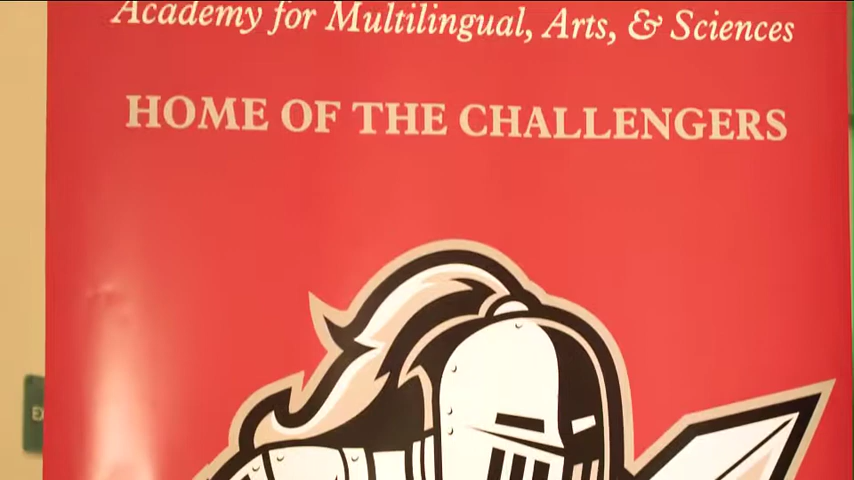 Academy for Multilingual, Arts, & Sciences
HOME OF THE CHALLENGERS